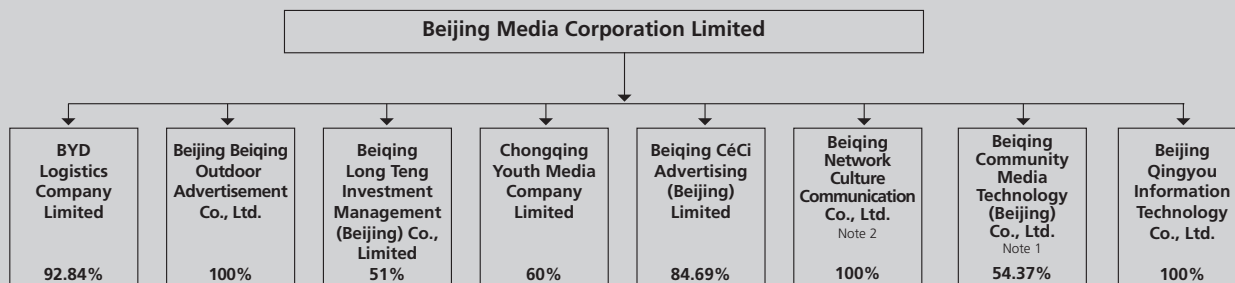 Beijing Media Corporation Limited
BYD
Logistics
Company
Limited
92.84%
Beijing Beiqing
Outdoor
Advertisement
Co., Ltd.
100%
Beiqing
Long Teng
Investment
Management
(Beijing) Co.,
Limited
51%
Chongqing
Youth Media
Company
Limited
60%
Beiqing CéCi
Advertising
(Beijing)
Limited
84.69%
Beiqing
Network
Culture
Communication
Co., Ltd.
Note 2
100%
Beiqing
Community
Media
Technology
(Beijing)
Co., Ltd.
Note 1
54.37%
Beijing
Qingyou
Information
Technology
Co., Ltd.
100%